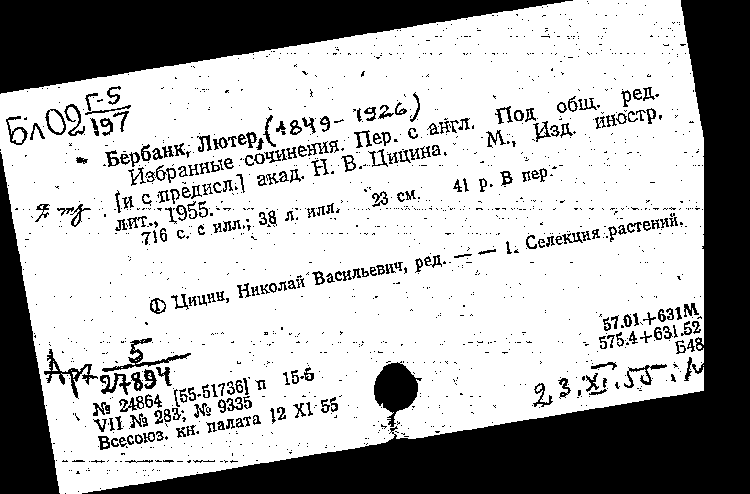 Бл02 Г-5/197
Бербанк, Лютер, (1849-1926)
Избранные сочинения. Пер. с англ. Под общ. ред.
[и с предисл.] акад. Н. В. Цицина. М., Изд. иностр.
лит., 1955.
716 с. с илл.; 38 л. илл. 23 см. 41 р. В пер.
① Цицин, Николай Васильевич, ред. — — 1. Селекция растений.
57.01+631М
575.4+631.52
Б48
Арт 5/27894
№ 24864 [55-51736] п 15-5
VII № 283; № 9335
Всесоюз. кн. палата 12 XI 55
23.XI.55.